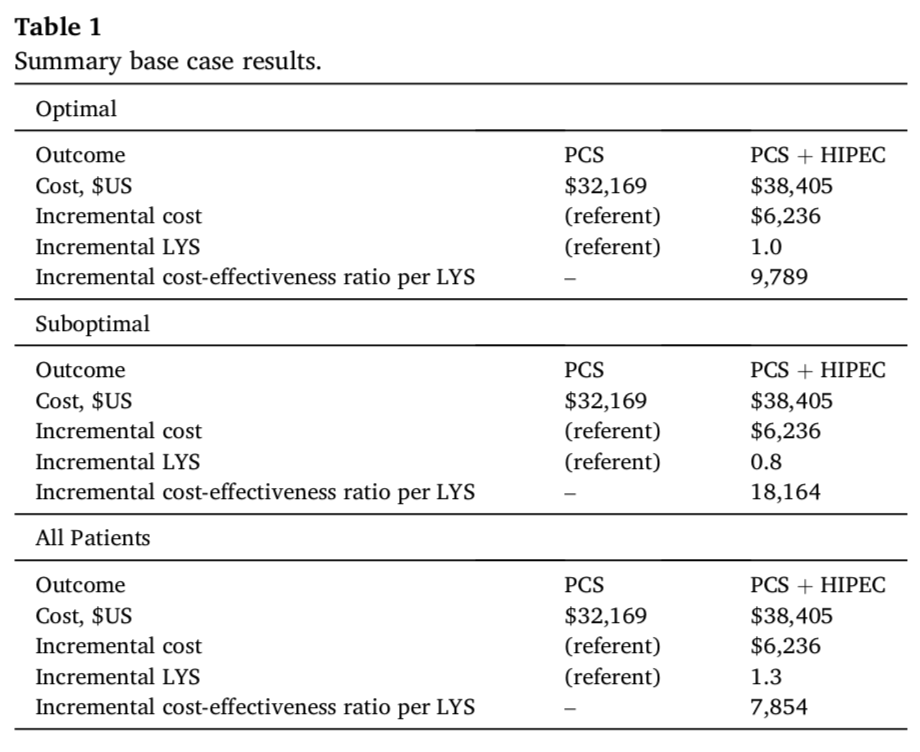 Table 1
Summary base case results.
Optimal
Outcome PCS PCS + HIPEC
Cost, $US $32,169 $38,405
Incremental cost (referent) $6,236
Incremental LYS (referent) 1.0
Incremental cost-effectiveness ratio per LYS – 9,789
Suboptimal
Outcome PCS PCS + HIPEC
Cost, $US $32,169 $38,405
Incremental cost (referent) $6,236
Incremental LYS (referent) 0.8
Incremental cost-effectiveness ratio per LYS – 18,164
All Patients
Outcome PCS PCS + HIPEC
Cost, $US $32,169 $38,405
Incremental cost (referent) $6,236
Incremental LYS (referent) 1.3
Incremental cost-effectiveness ratio per LYS – 7,854